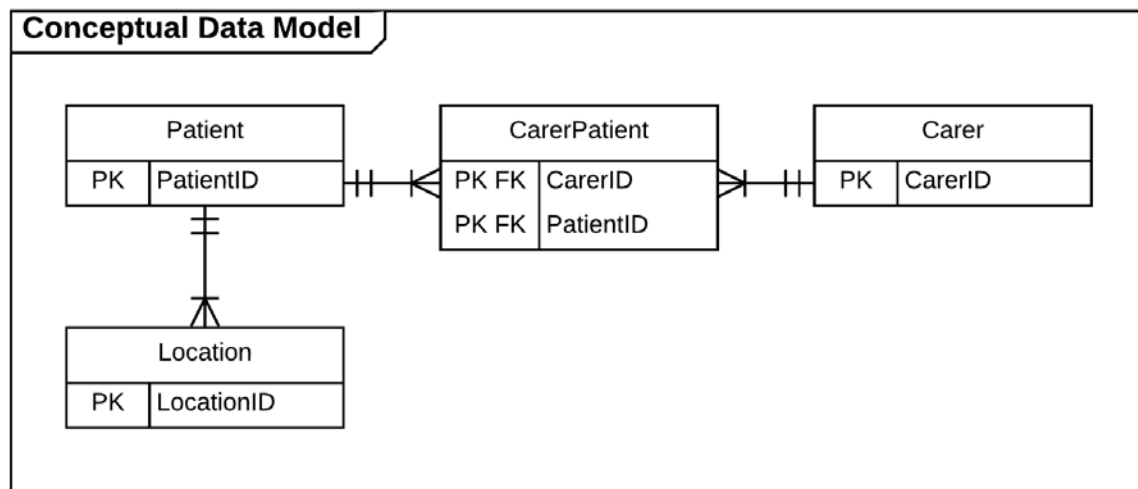 Conceptual Data Model
Patient
PK PatientID
CarerPatient
PK FK CarerID
PK FK PatientID
Carer
PK CarerID
Location
PK LocationID